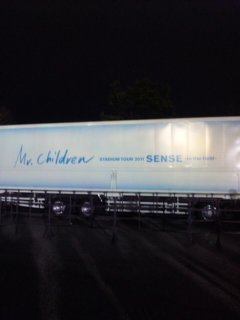 Mr. Children STADIUM TOUR 2011 SENSE -in the field-